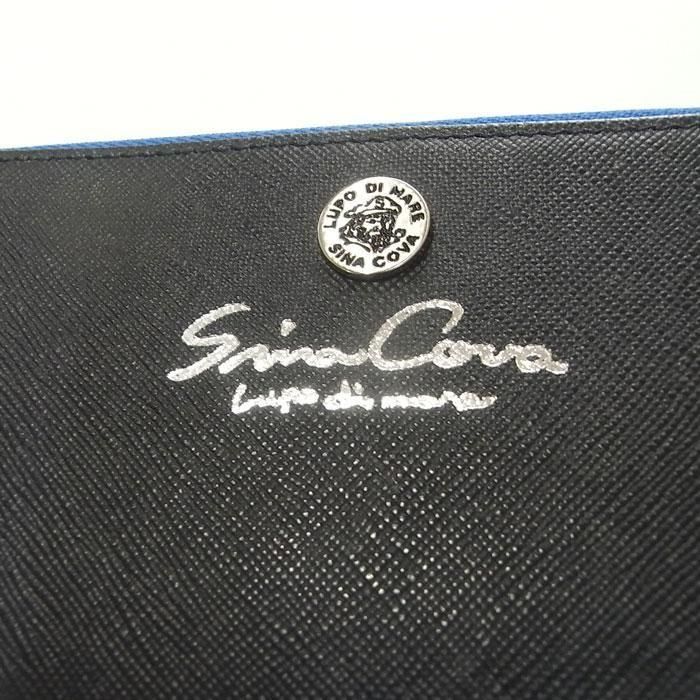 LUPO DI MARE
S
SINA COVA
Sina Cova
Lupo di mare